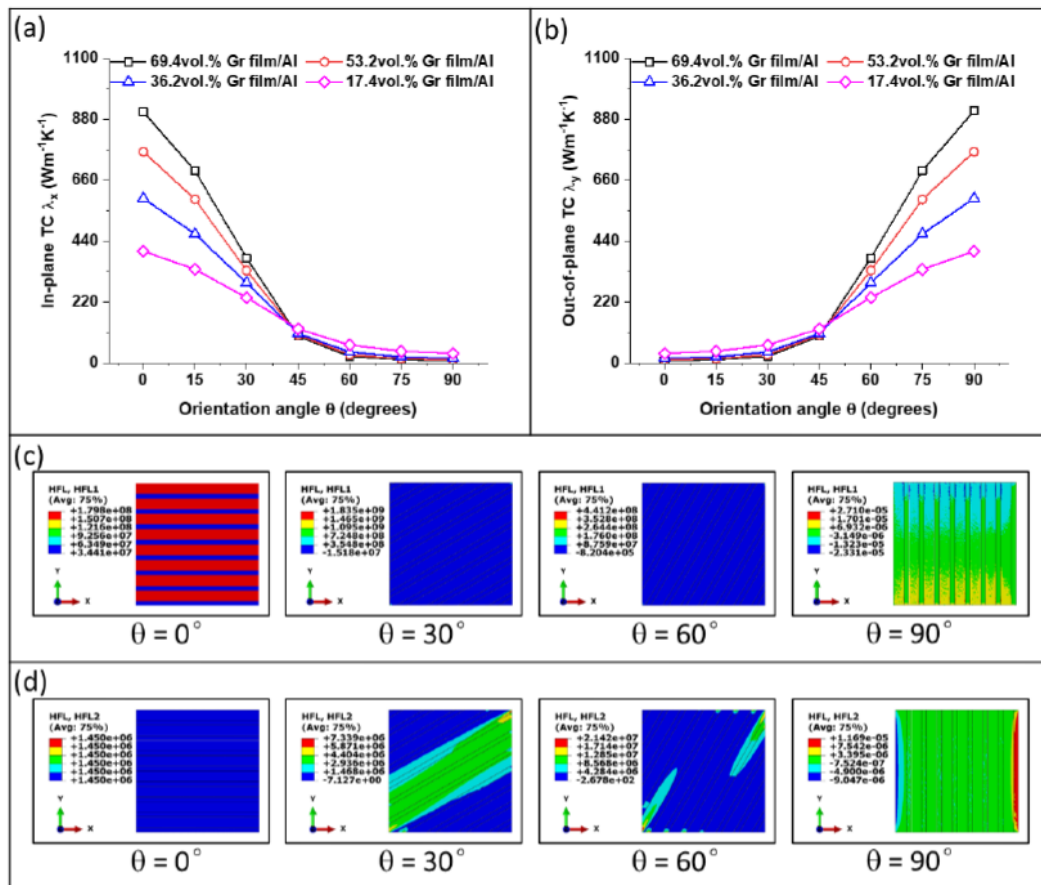 (a)
69.4vol.% Gr film/Al
53.2vol.% Gr film/Al
36.2vol.% Gr film/Al
17.4vol.% Gr film/Al
1100
880
660
440
220
0
In-plane TC λx (Wm-1K-1)
0 15 30 45 60 75 90
Orientation angle θ (degrees)
(b)
69.4vol.% Gr film/Al
53.2vol.% Gr film/Al
36.2vol.% Gr film/Al
17.4vol.% Gr film/Al
1100
880
660
440
220
0
Out-of-plane TC λy (Wm-1K-1)
0 15 30 45 60 75 90
Orientation angle θ (degrees)
(c)
HFL, HFL1
(Avg: 75%)
+1.798e+08
+1.507e+08
+1.216e+08
+9.256e+07
+6.349e+07
+3.441e+07
Y
X
θ = 0°
HFL, HFL1
(Avg: 75%)
+1.835e+09
+1.465e+09
+1.095e+09
+7.248e+08
+3.548e+08
-1.518e+07
Y
X
θ = 30°
HFL, HFL1
(Avg: 75%)
+4.412e+08
+3.528e+08
+2.644e+08
+1.760e+08
+8.759e+07
-8.204e+05
Y
X
θ = 60°
HFL, HFL1
(Avg: 75%)
+2.710e-05
+1.701e-05
+6.932e-06
-3.149e-06
-1.323e-05
-2.331e-05
Y
X
θ = 90°
(d)
HFL, HFL2
(Avg: 75%)
+1.450e+06
+1.450e+06
+1.450e+06
+1.450e+06
+1.450e+06
+1.450e+06
Y
X
θ = 0°
HFL, HFL2
(Avg: 75%)
+7.339e+06
+5.871e+06
+4.404e+06
+2.936e+06
+1.468e+06
-7.127e+00
Y
X
θ = 30°
HFL, HFL2
(Avg: 75%)
+2.142e+07
+1.714e+07
+1.285e+07
+8.568e+06
+4.284e+06
-2.678e+02
Y
X
θ = 60°
HFL, HFL2
(Avg: 75%)
+1.169e-05
+7.542e-06
+3.395e-06
-7.524e-07
-4.900e-06
-9.047e-06
Y
X
θ = 90°